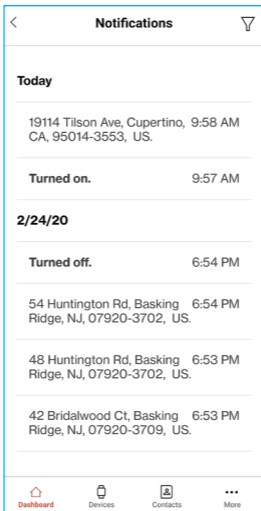 Notifications
Today
19114 Tilson Ave, Cupertino, 9:58 AM
CA, 95014-3553, US.
Turned on. 9:57 AM
2/24/20
Turned off. 6:54 PM
54 Huntington Rd, Basking 6:54 PM
Ridge, NJ, 07920-3702, US.
48 Huntington Rd, Basking 6:53 PM
Ridge, NJ, 07920-3702, US.
42 Bridalwood Ct, Basking 6:53 PM
Ridge, NJ, 07920-3709, US.
Dashboard Devices Contacts More